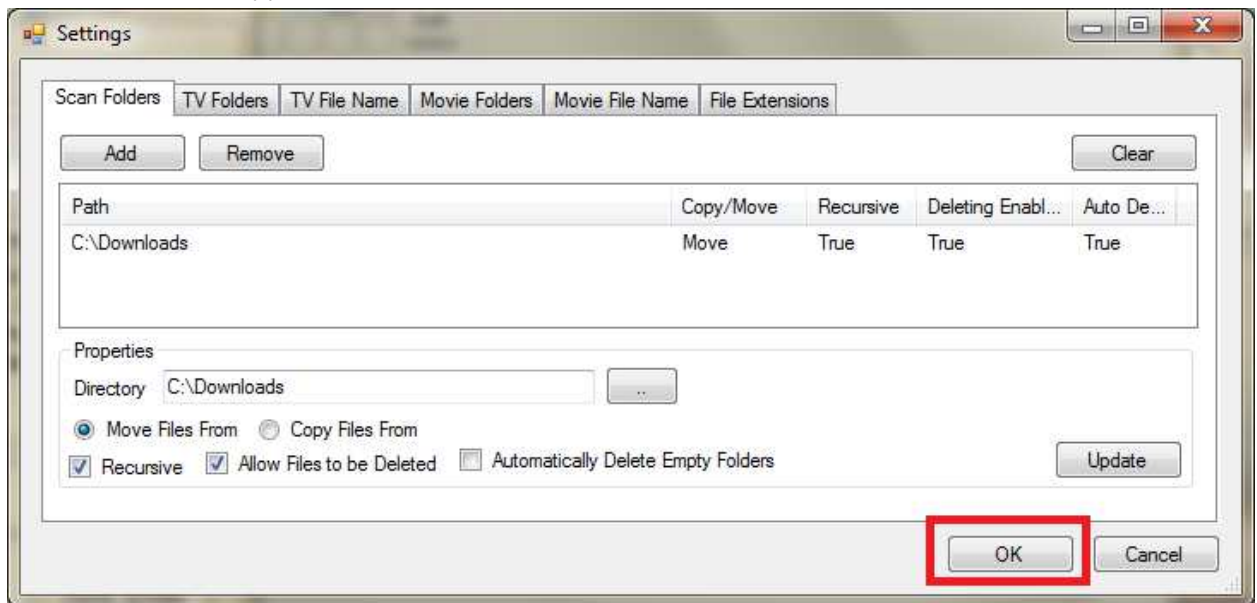 Settings
Scan Folders TV Folders TV File Name Movie Folders Movie File Name File Extensions
Add Remove Clear
Path Copy/Move Recursive Deleting Enabl... Auto De...
C:\Downloads Move True True True
Properties
Directory C:\Downloads ..
Move Files From Copy Files From
Recursive Allow Files to be Deleted Automatically Delete Empty Folders Update
OK Cancel